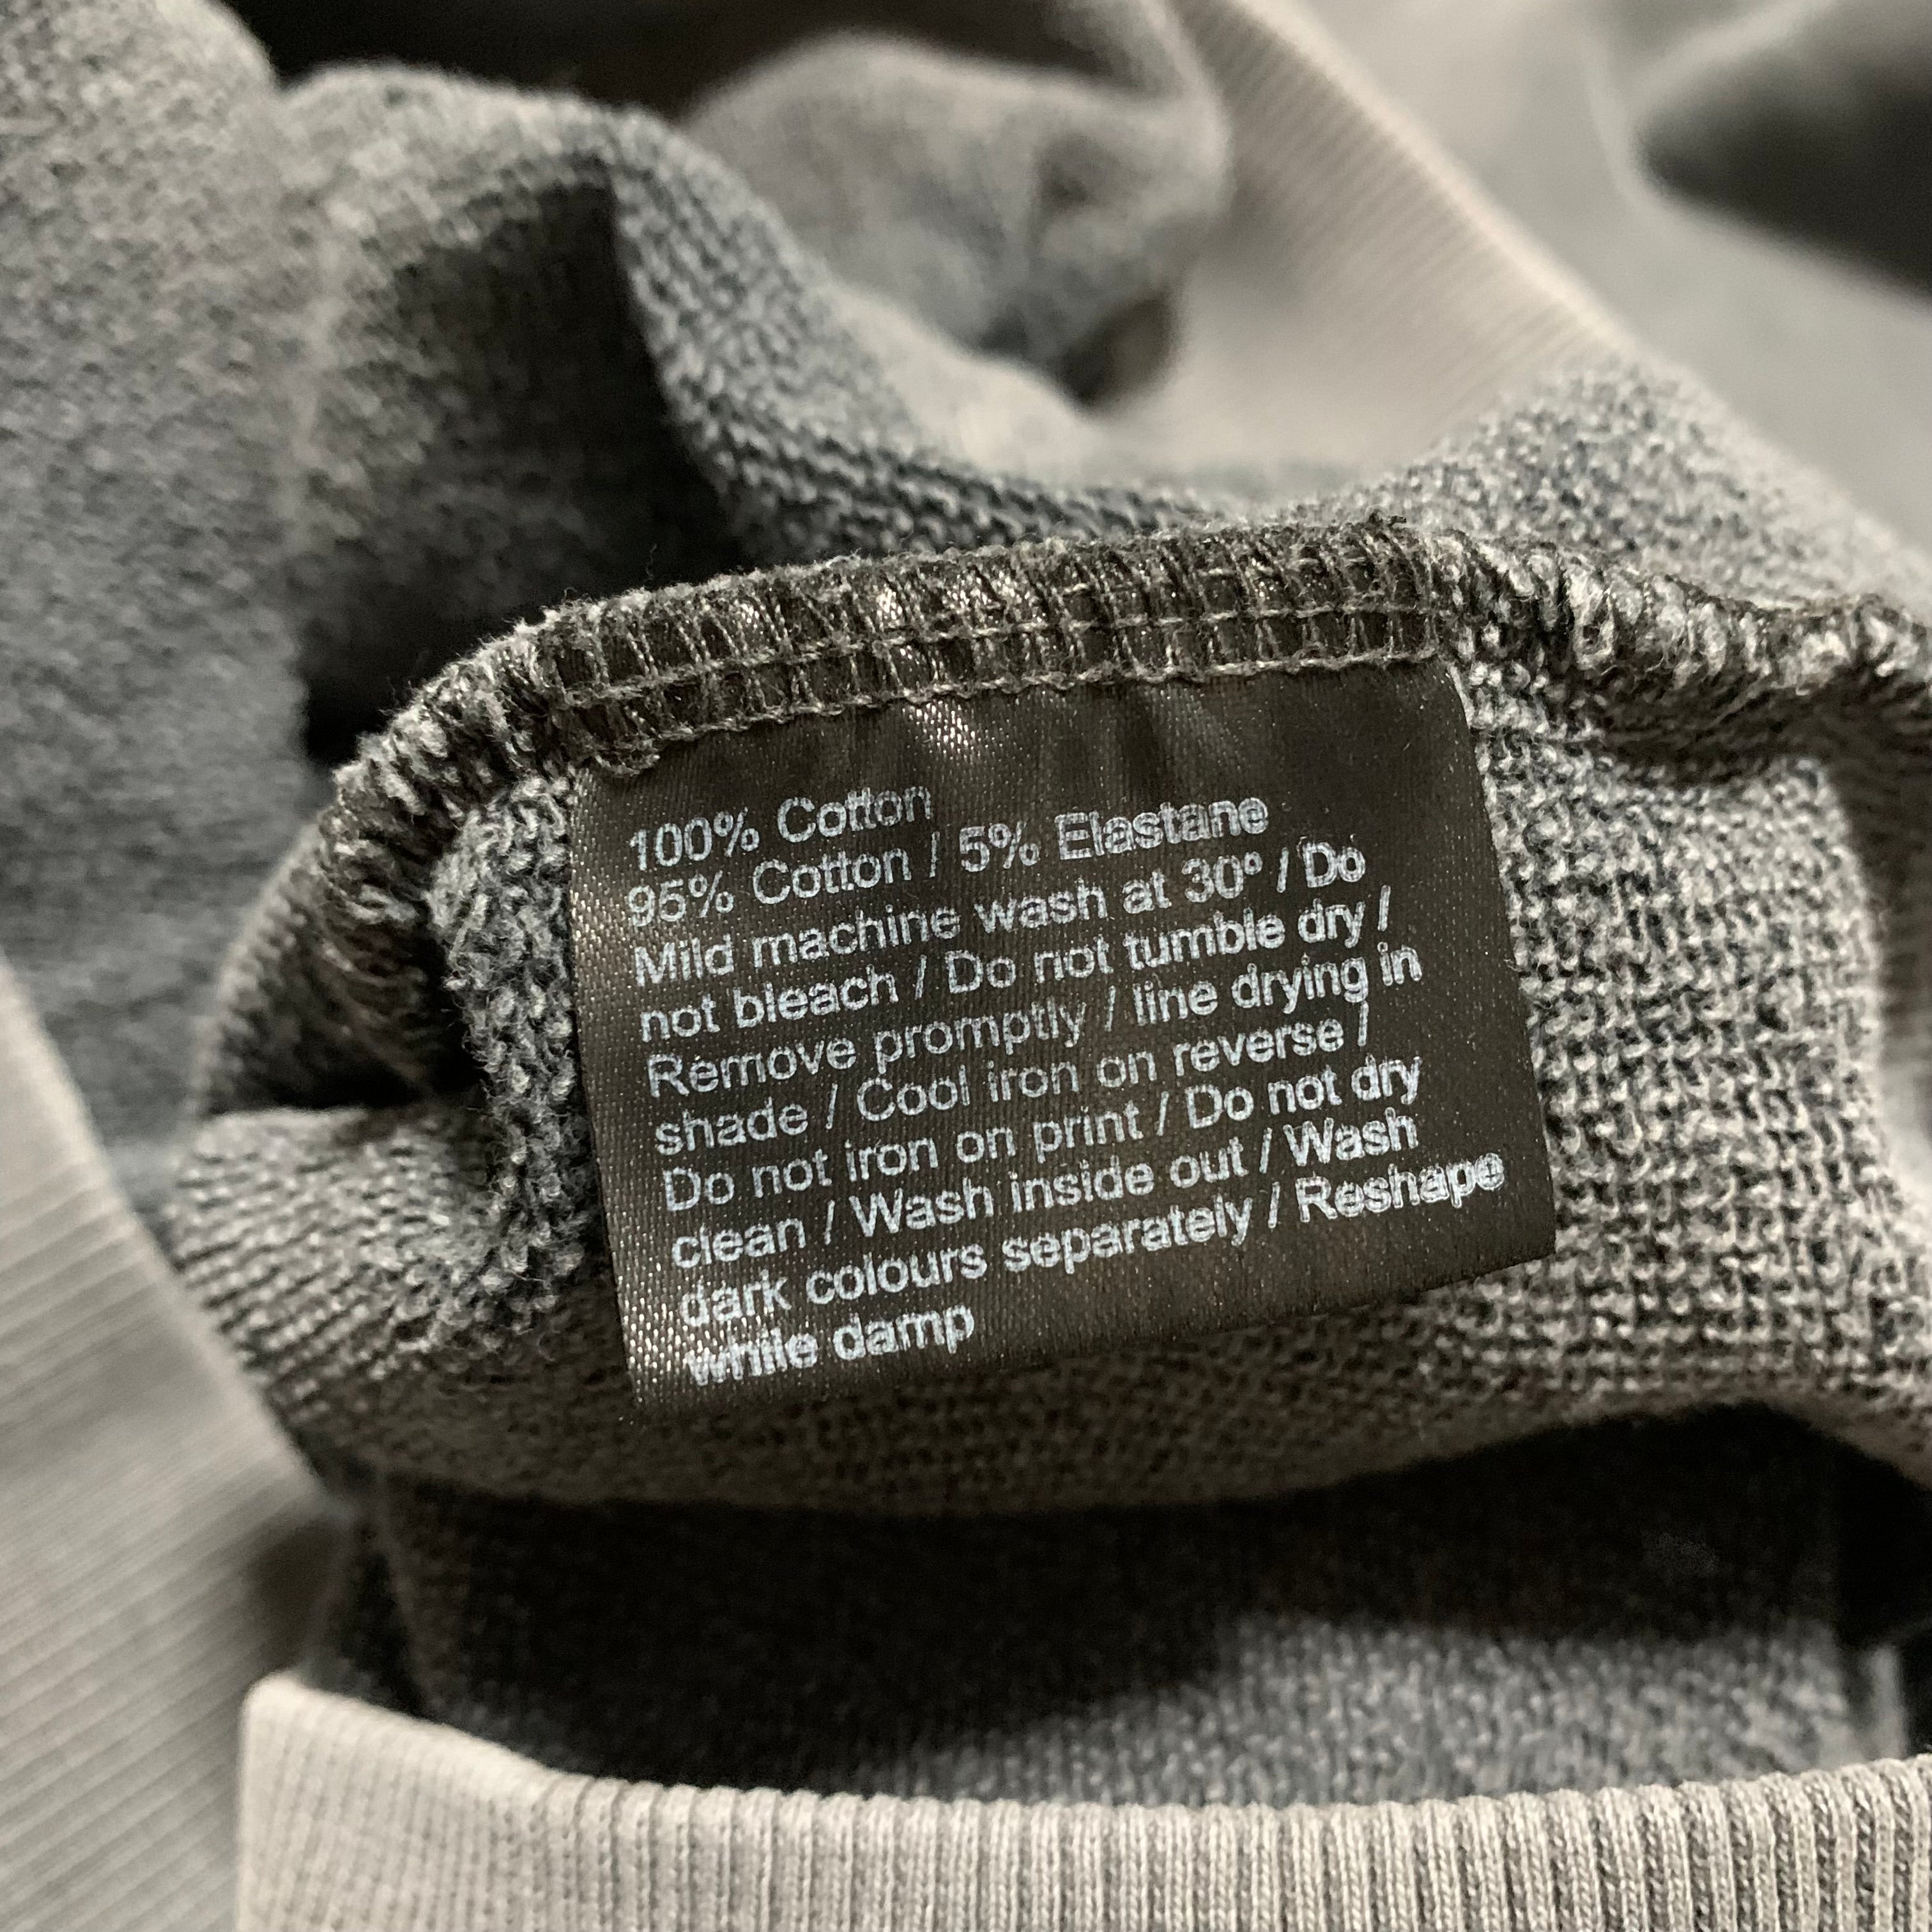 100% Cotton
95% Cotton / 5% Elastane
Mild machine wash at 30º / Do
not bleach / Do not tumble dry /
Remove promptly / line drying in
shade / Cool iron on reverse /
Do not iron on print / Do not dry
clean / Wash inside out / Wash
dark colours separately / Reshape
while damp